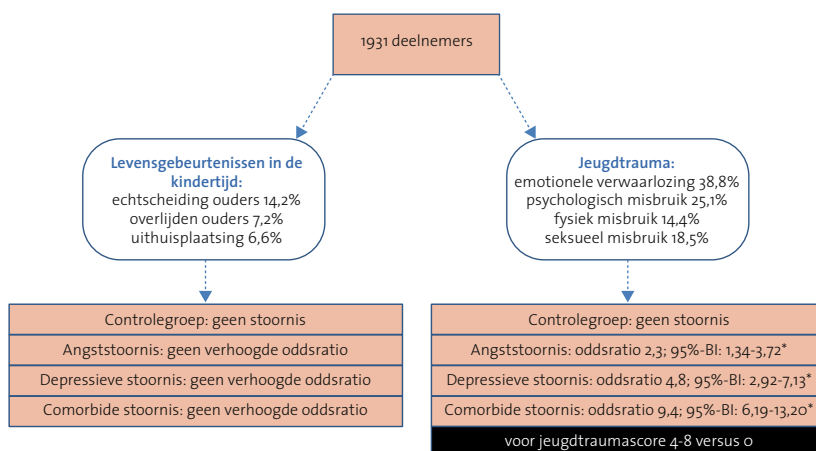 1931 deelnemers
Levensgebeurtenissen in de
kindertijd:
echtscheiding ouders 14,2%
overlijden ouders 7,2%
uithuisplaatsing 6,6%
Jeugdtrauma:
emotionele verwaarlozing 38,8%
psychologisch misbruik 25,1%
fysiek misbruik 14,4%
seksueel misbruik 18,5%
Controlegroep: geen stoornis
Angststoornis: geen verhoogde oddsratio
Depressieve stoornis: geen verhoogde oddsratio
Comorbide stoornis: geen verhoogde oddsratio
Controlegroep: geen stoornis
Angststoornis: oddsratio 2,3; 95%-BI: 1,34-3,72*
Depressieve stoornis: oddsratio 4,8; 95%-BI: 2,92-7,13*
Comorbide stoornis: oddsratio 9,4; 95%-BI: 6,19-13,20*
voor jeugdtraumascore 4-8 versus 0